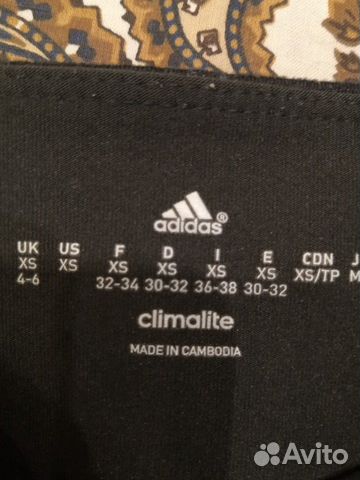 adidas®
UK US F D I E CDN J
XS XS XS XS XS XS XS/TP M
4-6 32-34 30-32 36-38 30-32
climalite
MADE IN CAMBODIA
Avito